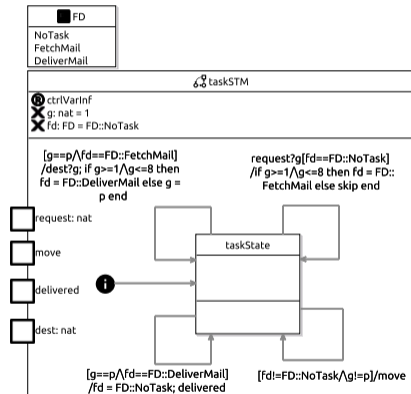 FD
NoTask
FetchMail
DeliverMail
taskSTM
R ctrlVarInf
X g: nat = 1
X fd: FD = FD::NoTask
[g==p/\fd==FD::FetchMail]
/dest?g; if g>=1/\g<=8 then
fd = FD::DeliverMail else g =
p end
request?g[fd==FD::NoTask]
/if g>=1/\g<=8 then fd = FD::
FetchMail else skip end
request: nat
move
delivered
dest: nat
i
taskState
[g==p/\fd==FD::DeliverMail]
/fd = FD::NoTask; delivered
[fd!=FD::NoTask/\g!=p]/move